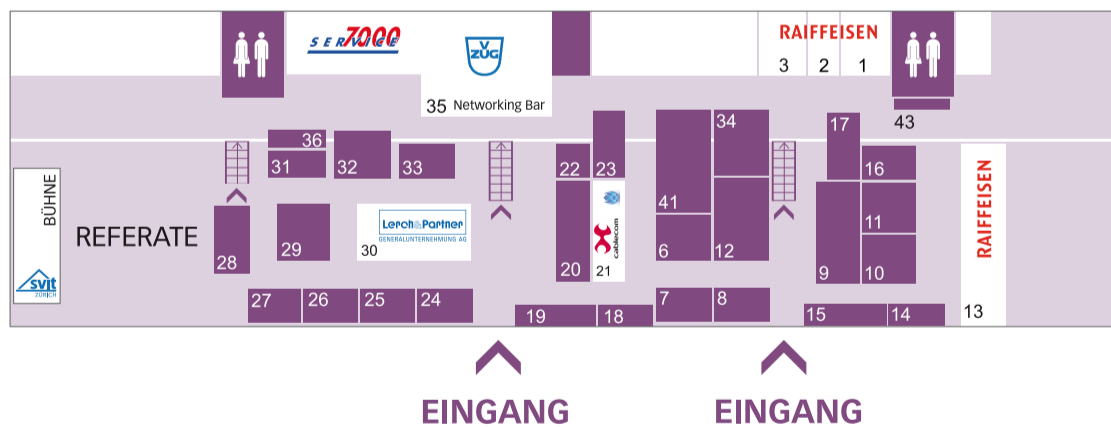 SERVICE 7000
V
ZUG
RAIFFEISEN
3 2 1
35 Networking Bar
43
36
34
17
31
32
33
22
23
16
BÜHNE
41
11
RAIFFEISEN
REFERATE
Lerch&Partner
GENERALUNTERNEHMUNG AG
cablecom
28
29
30
20
21
6
12
9
10
svit
ZÜRICH
27
26
25
24
19
18
7
8
15
14
13
EINGANG
EINGANG